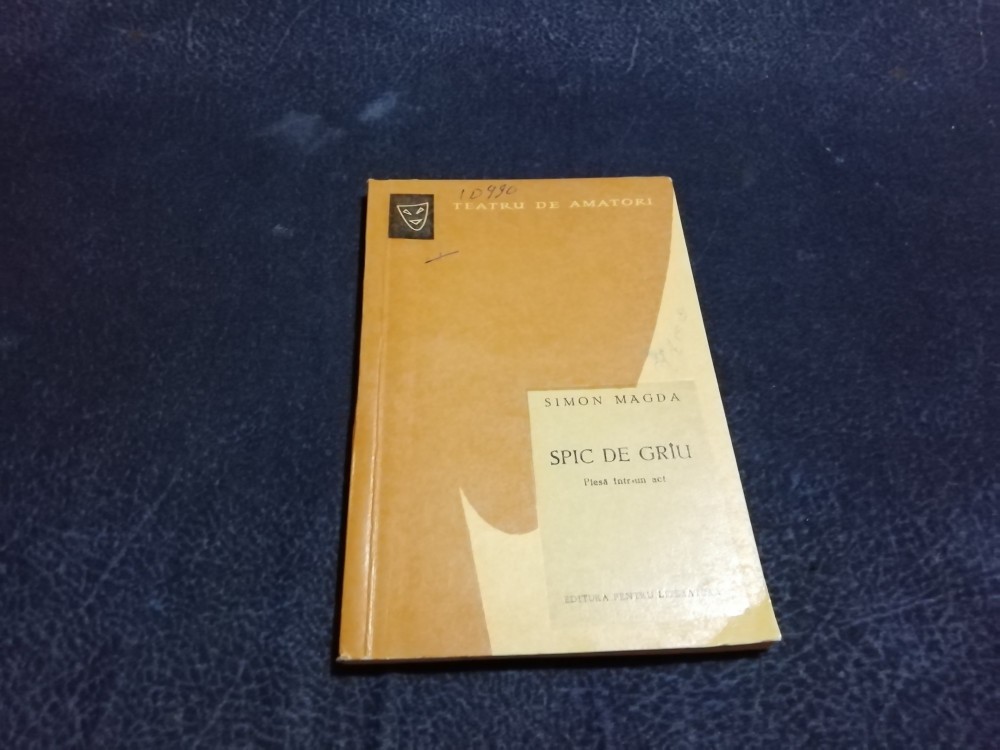 10990
TEATRU DE AMATORI
SIMON MAGDA
SPIC DE GRÎU
Piesă într-un act
EDITURA PENTRU LITERATURĂ